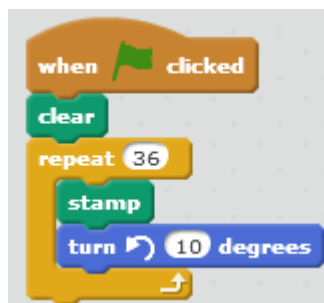 when clicked
clear
repeat 36
stamp
turn 10 degrees